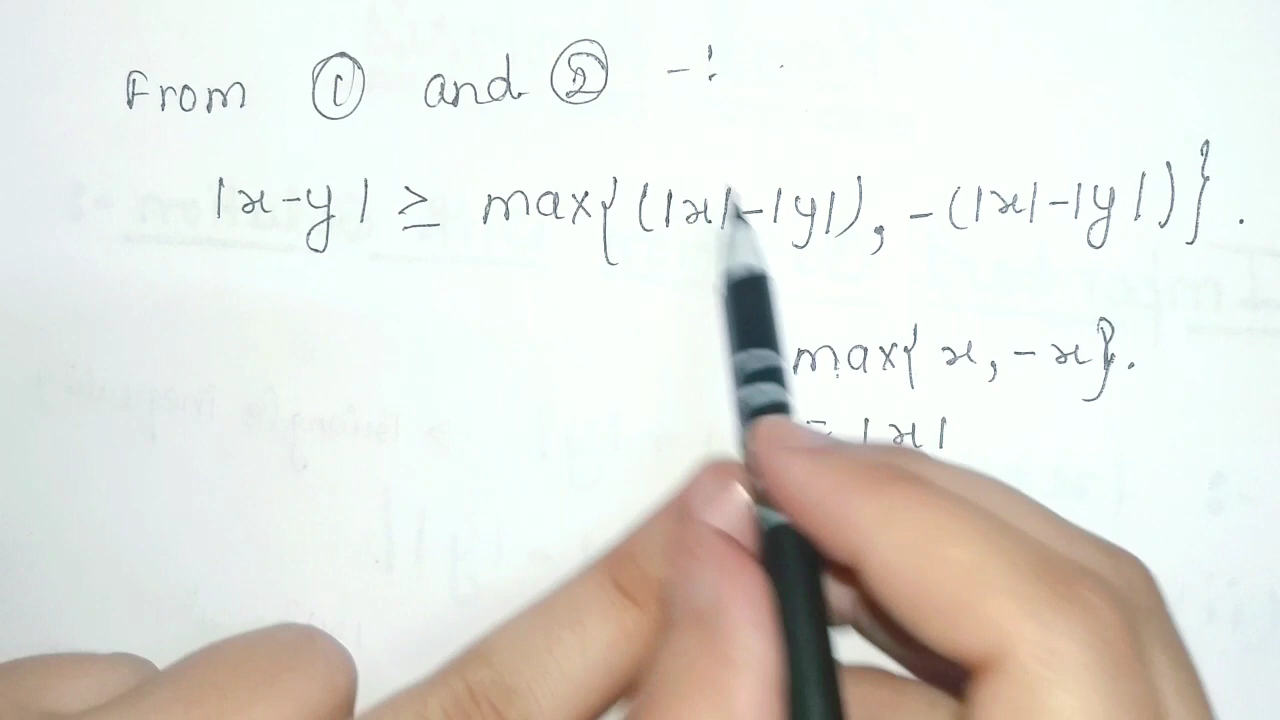 From ① and ② -:
|x-y| ≥ max{(|x|-|y|), -(|x|-|y|)}.
max{x, -x}.
= |x|